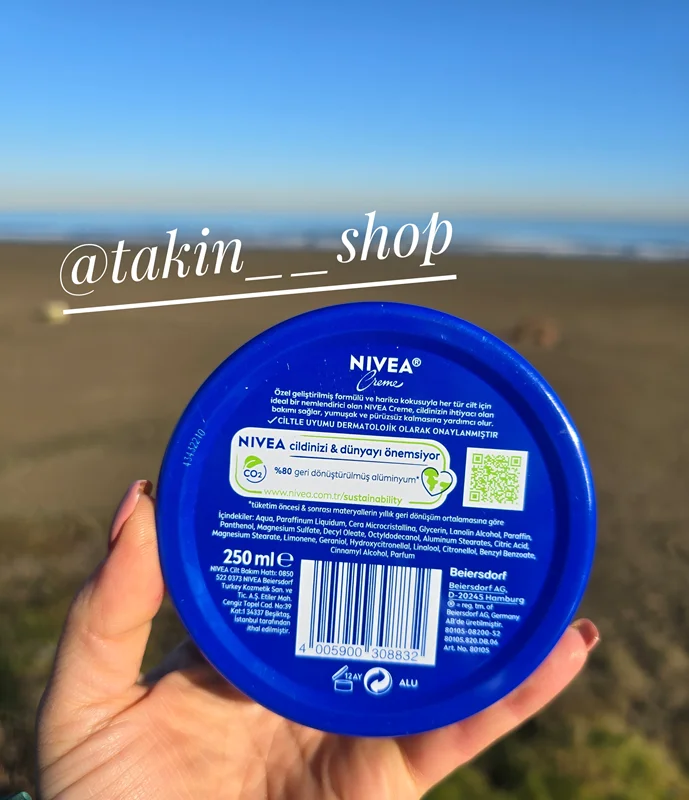 @takin__shop
NIVEA®
Creme
Özel geliştirilmiş formülü ve harika kokusuyla her tür cilt için
ideal bir nemlendirici olan NIVEA Creme, cildinizin ihtiyacı olan
bakımı sağlar, yumuşak ve pürüzsüz kalmasına yardımcı olur.
✓CİLTLE UYUMU DERMATOLOJİK OLARAK ONAYLANMIŞTIR
NIVEA cildinizi & dünyayı önemsiyor
CO2
%80 geri dönüştürülmüş alüminyum*
www.nivea.com.tr/sustainability
*tüketim öncesi & sonrası materyallerin yıllık geri dönüşüm ortalamasına göre
İçindekiler: Aqua, Paraffinum Liquidum, Cera Microcristallina, Glycerin, Lanolin Alcohol, Paraffin,
Panthenol, Magnesium Sulfate, Decyl Oleate, Octyldodecanol, Aluminum Stearates, Citric Acid,
Magnesium Stearate, Limonene, Geraniol, Hydroxycitronellal, Linalool, Citronellol, Benzyl Benzoate,
Cinnamyl Alcohol, Parfum
250 ml e
NIVEA Cilt Bakım Hattı: 0850
522 0373 NIVEA Beiersdorf
Turkey Kozmetik San. ve
Tic. A.Ş. Etiler Mah.
Cengiz Topel Cad. No:39
Kat:1 34337 Beşiktaş,
İstanbul tarafından
ithal edilmiştir.
4 005900 308832
Beiersdorf
Beiersdorf AG,
D-20245 Hamburg
® = reg. tm. of
Beiersdorf AG, Germany
AB'de üretilmiştir.
80105-08200-52
80105.820.DB.06
Art. No. 80105
12 AY
ALU